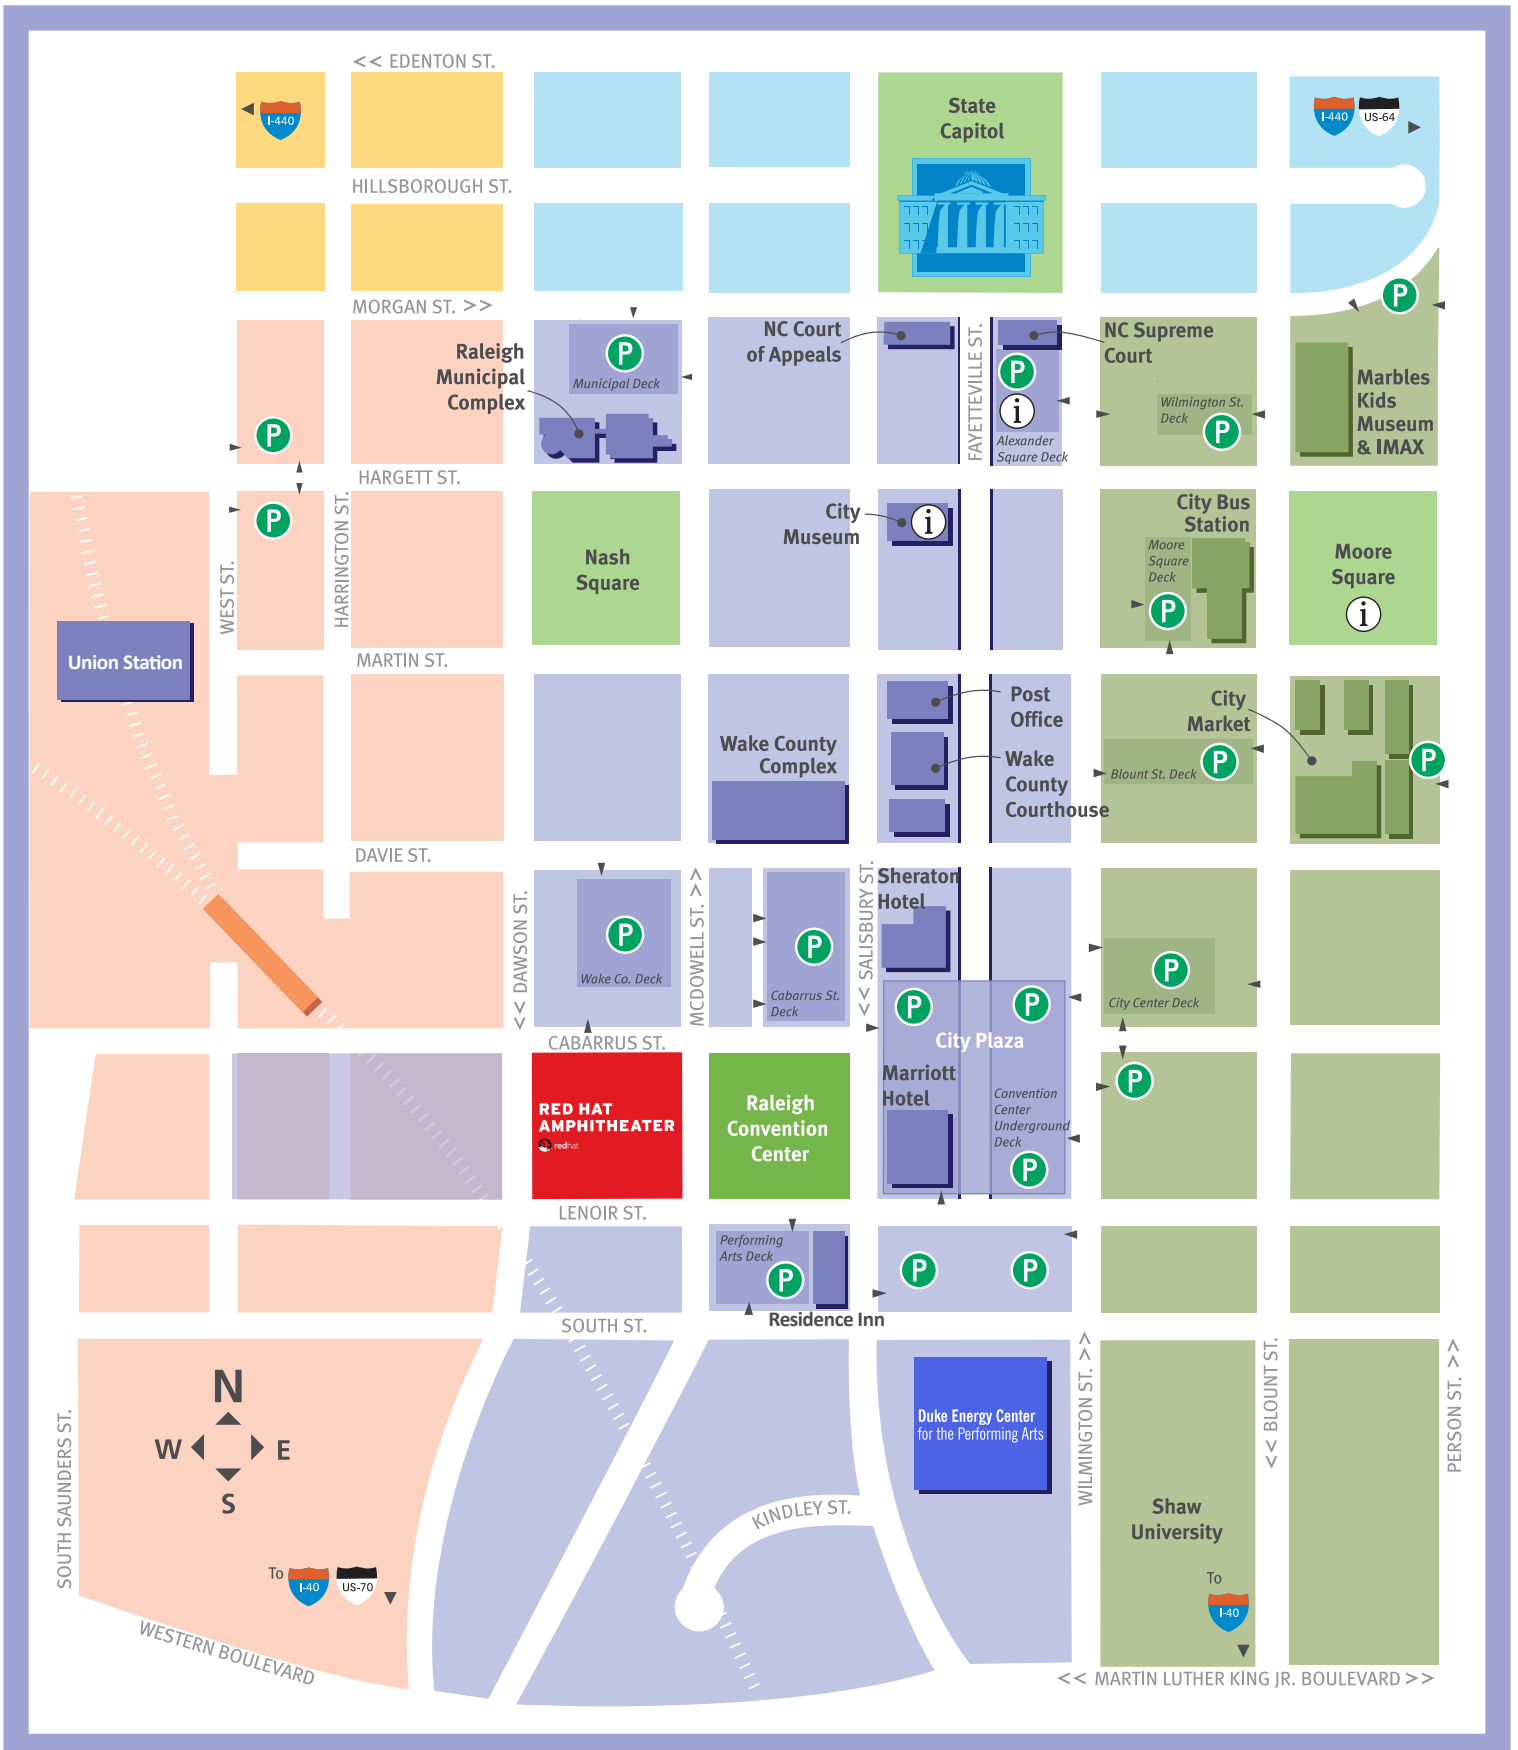 << EDENTON ST.
I-440
State
Capitol
I-440
US-64
HILLSBOROUGH ST.
MORGAN ST. >>
Raleigh
Municipal
Complex
P
Municipal Deck
NC Court
of Appeals
FAYETTEVILLE ST.
NC Supreme
Court
P
i
Alexander
Square Deck
Wilmington St.
Deck
P
P
Marbles
Kids
Museum
& IMAX
P
HARGETT ST.
P
WEST ST.
HARRINGTON ST.
Nash
Square
City
Museum
i
City Bus
Station
Moore
Square
Deck
P
Moore
Square
i
Union Station
MARTIN ST.
Wake County
Complex
Post
Office
Wake
County
Courthouse
City
Market
Blount St. Deck
P
P
DAVIE ST.
<< DAWSON ST.
P
Wake Co. Deck
MCDOWELL ST. >>
P
Cabarrus St.
Deck
<< SALISBURY ST.
Sheraton
Hotel
P
P
City Plaza
P
City Center Deck
CABARRUS ST.
RED HAT
AMPHITHEATER
redhat
Raleigh
Convention
Center
Marriott
Hotel
Convention
Center
Underground
Deck
P
P
LENOIR ST.
Performing
Arts Deck
P
Residence Inn
P
P
SOUTH ST.
N
W
E
S
SOUTH SAUNDERS ST.
To
I-40
US-70
WESTERN BOULEVARD
KINDLEY ST.
Duke Energy Center
for the Performing Arts
WILMINGTON ST. >>
Shaw
University
To
I-40
<< BLOUNT ST.
PERSON ST. >>
<< MARTIN LUTHER KING JR. BOULEVARD >>